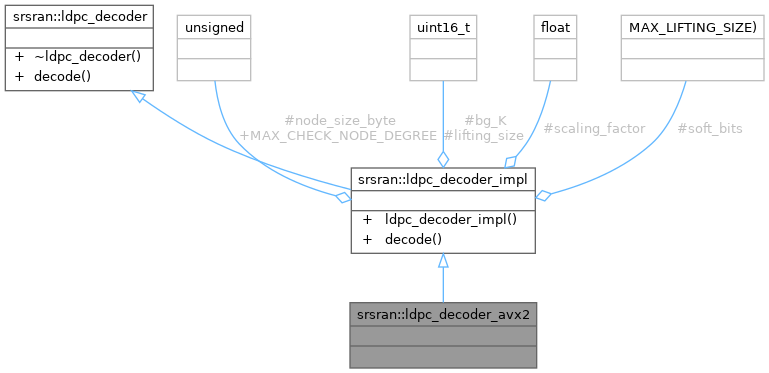 srsran::ldpc_decoder
+ ~ldpc_decoder()
+ decode()
unsigned
uint16_t
float
MAX_LIFTING_SIZE)
#node_size_byte
+MAX_CHECK_NODE_DEGREE
#bg_K
#lifting_size
#scaling_factor
#soft_bits
srsran::ldpc_decoder_impl
+ ldpc_decoder_impl()
+ decode()
srsran::ldpc_decoder_avx2